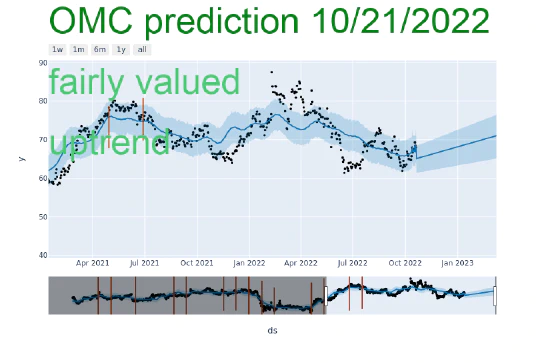 OMC prediction 10/21/2022
1w 1m 6m 1y all
90
fairly valued
80
70
uptrend
y
60
50
40
Apr 2021 Jul 2021 Oct 2021 Jan 2022 Apr 2022 Jul 2022 Oct 2022 Jan 2023
ds